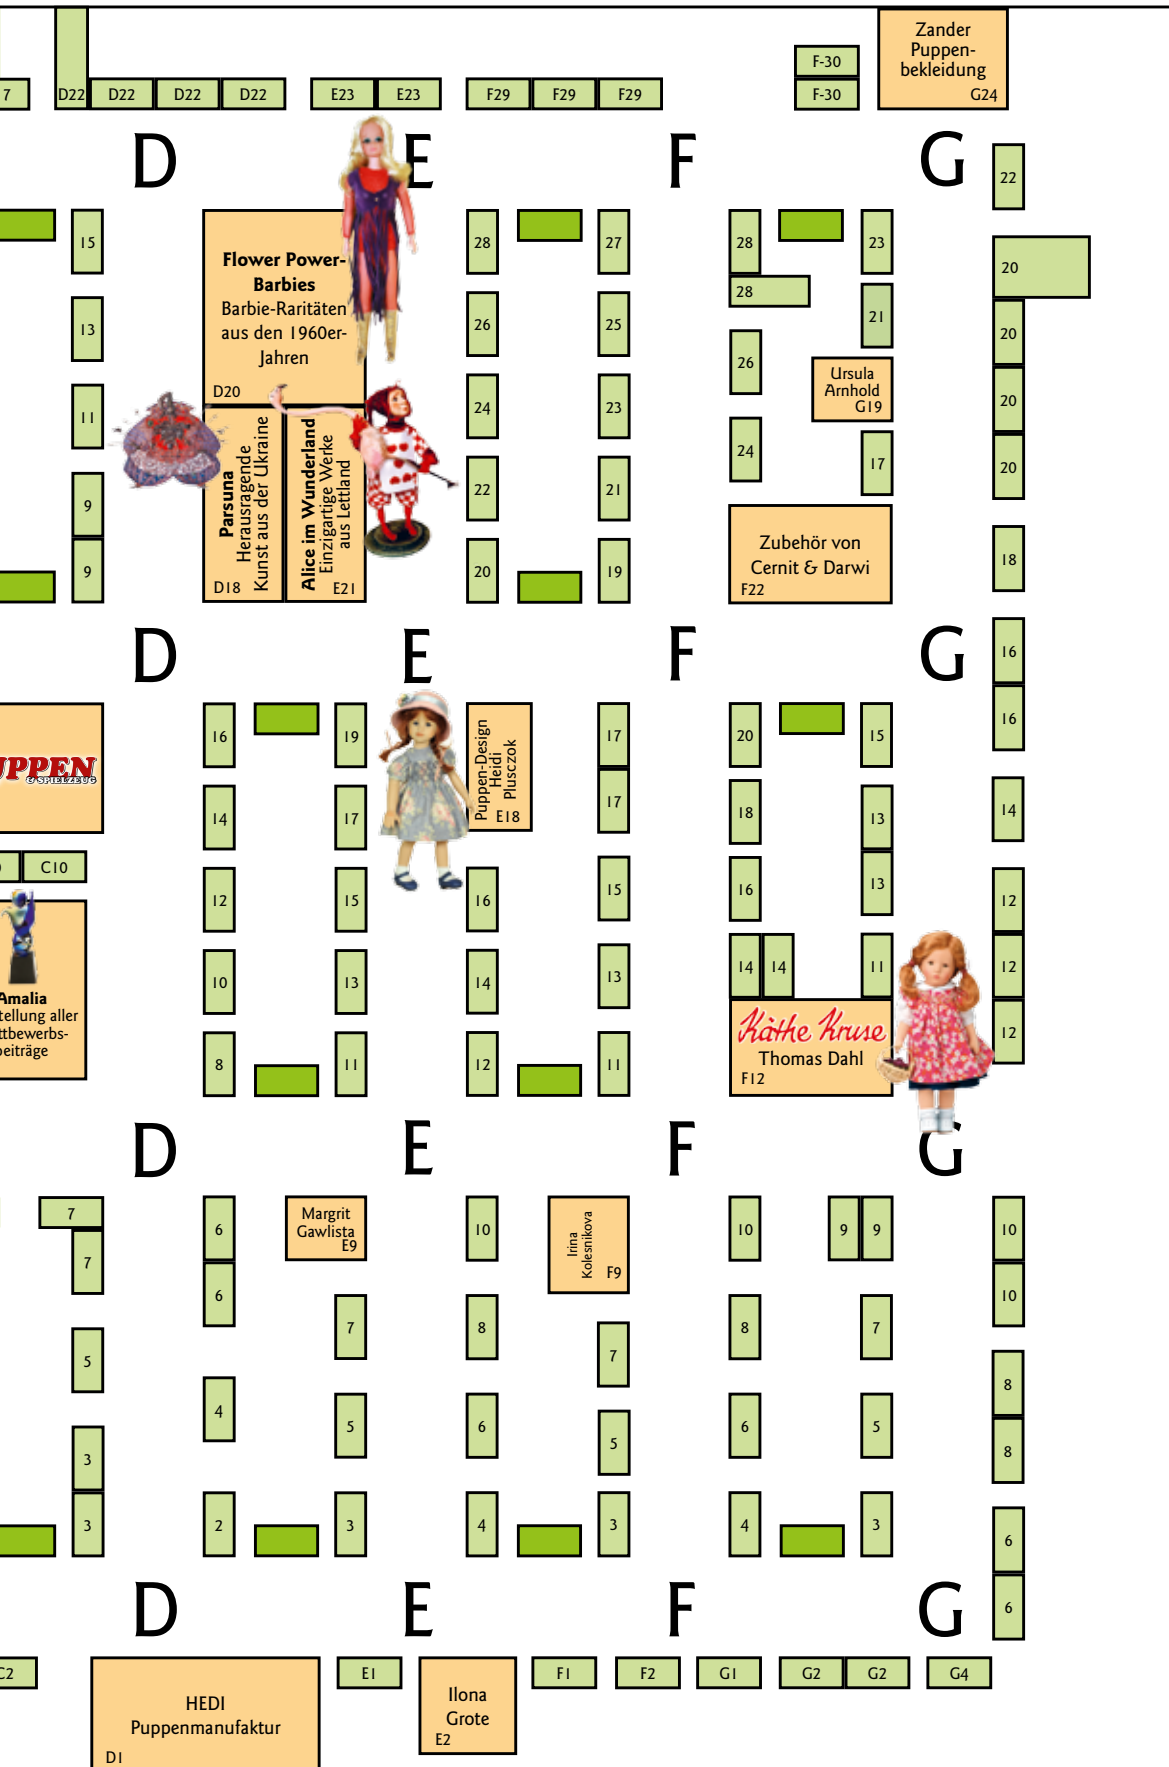 Zander
Puppen-
bekleidung
G24
F-30
F-30
7
D22
D22
D22
D22
E23
E23
F29
F29
F29
D
E
F
G
22
15
Flower Power-
Barbies
Barbie-Raritäten
aus den 1960er-
Jahren
D20
28
27
28
23
20
28
13
26
25
21
20
26
Ursula
Arnhold
G19
11
24
23
20
24
17
20
Parsuna
Herausragende
Kunst aus der Ukraine
D18
Alice im Wunderland
Einzigartige Werke
aus Lettland
E21
9
22
21
9
20
19
Zubehör von
Cernit & Darwi
F22
18
D
E
F
G
16
16
PPEN
& SPIELZEUG
16
19
Puppen-Design
Heidi
Plusczok
E18
17
20
15
14
17
17
18
13
14
C10
12
15
16
15
16
13
12
10
13
14
13
14
14
11
12
Amalia
tellung aller
ttbewerbs-
beiträge
8
11
12
11
Käthe Kruse
Thomas Dahl
F12
12
D
E
F
G
7
7
6
Margrit
Gawlista
E9
10
Irina
Kolesnikova
F9
10
9
9
10
6
10
5
7
8
7
8
7
8
4
5
6
5
6
5
8
3
3
2
3
4
3
4
3
6
D
E
F
G
6
C2
HEDI
Puppenmanufaktur
D1
E1
Ilona
Grote
E2
F1
F2
G1
G2
G2
G4